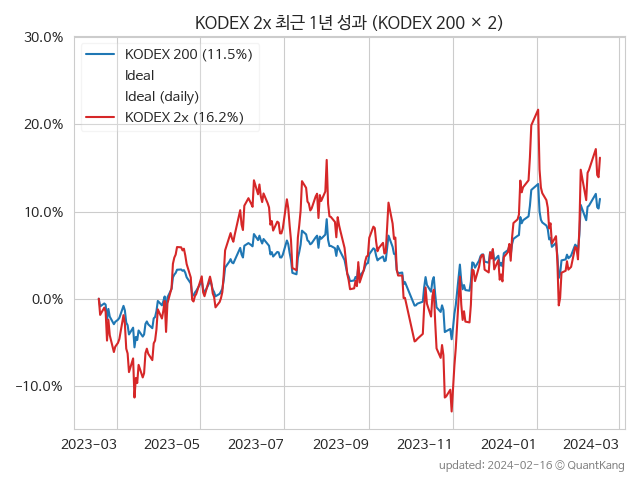 KODEX 2x 최근 1년 성과 (KODEX 200 × 2)
30.0%
20.0%
10.0%
0.0%
−10.0%
KODEX 200 (11.5%)
Ideal
Ideal (daily)
KODEX 2x (16.2%)
2023-03 2023-05 2023-07 2023-09 2023-11 2024-01 2024-03
updated: 2024-02-16 © QuantKang